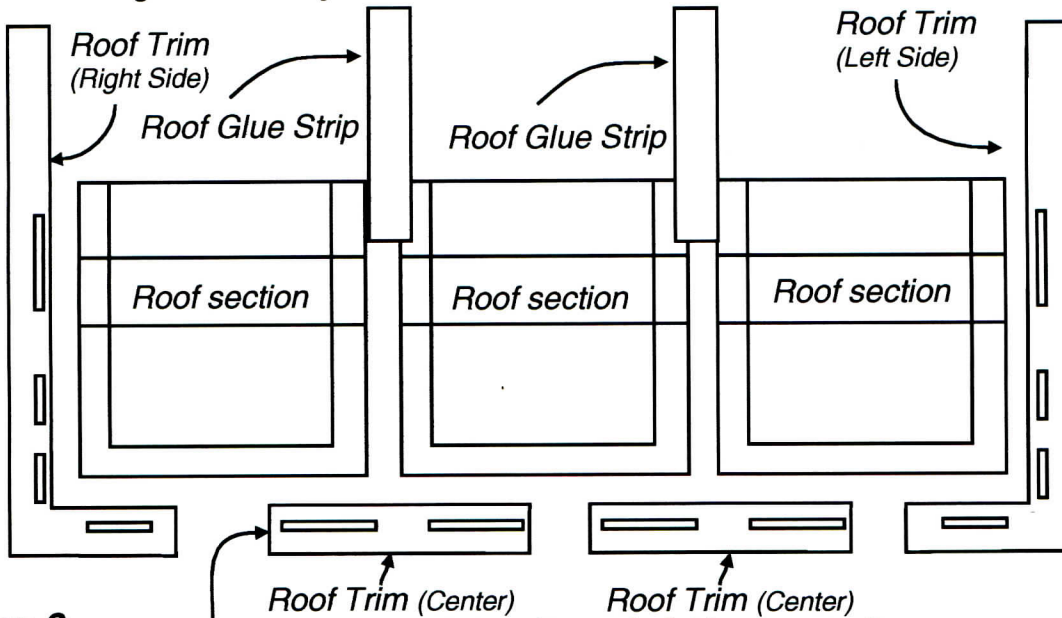 Roof Trim
(Right Side)
Roof Glue Strip
Roof Glue Strip
Roof Trim
(Left Side)
Roof section
Roof section
Roof section
Roof Trim (Center)
Roof Trim (Center)